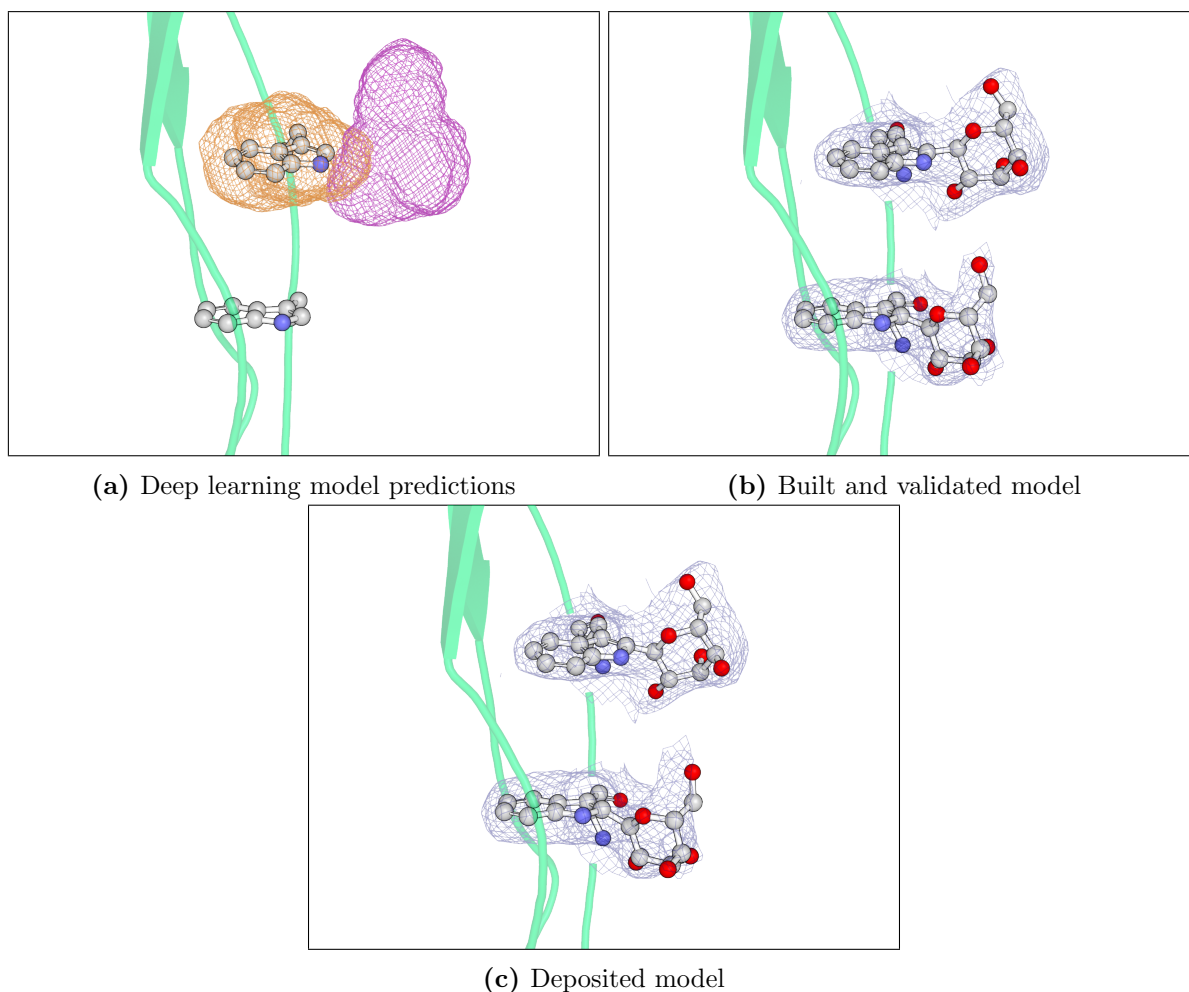 (a) Deep learning model predictions
(b) Built and validated model
(c) Deposited model